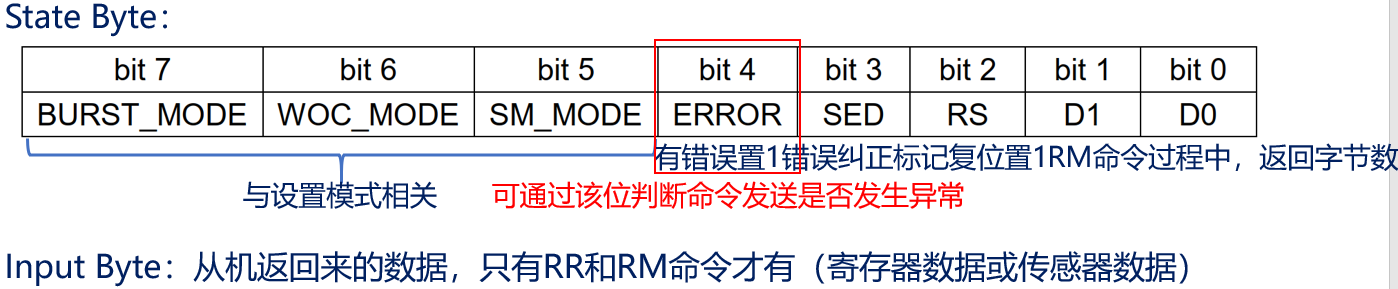 State Byte：
bit 7 bit 6 bit 5 bit 4 bit 3 bit 2 bit 1 bit 0
BURST_MODE WOC_MODE SM_MODE ERROR SED RS D1 D0
有错误置1错误纠正标记复位置1RM命令过程中，返回字节数
与设置模式相关 可通过该位判断命令发送是否发生异常
Input Byte：从机返回来的数据，只有RR和RM命令才有（寄存器数据或传感器数据）